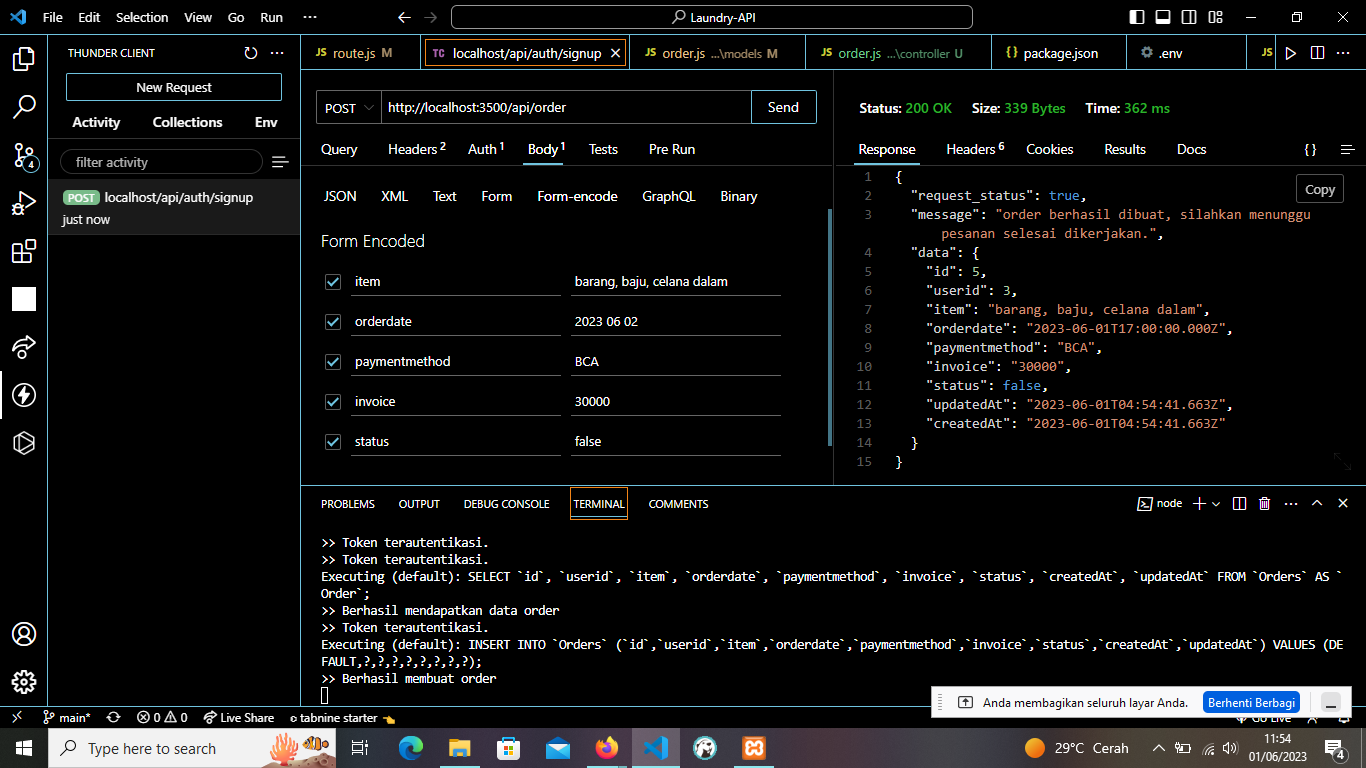 File Edit Selection View Go Run ··· Laundry-API
THUNDER CLIENT
New Request
Activity Collections Env
filter activity
POST localhost/api/auth/signup
just now
4
JS route.js M
TC localhost/api/auth/signup
JS order.js ...\models M
JS order.js ...\controller U
{} package.json
.env
JS
POST http://localhost:3500/api/order Send
Query Headers 2 Auth 1 Body 1 Tests Pre Run
JSON XML Text Form Form-encode GraphQL Binary
Form Encoded
item barang, baju, celana dalam
orderdate 2023 06 02
paymentmethod BCA
invoice 30000
status false
Status: 200 OK Size: 339 Bytes Time: 362 ms
Response Headers 6 Cookies Results Docs {}
Copy
1 {
2 "request_status": true,
3 "message": "order berhasil dibuat, silahkan menunggu
pesanan selesai dikerjakan.",
4 "data": {
5 "id": 5,
6 "userid": 3,
7 "item": "barang, baju, celana dalam",
8 "orderdate": "2023-06-01T17:00:00.000Z",
9 "paymentmethod": "BCA",
10 "invoice": "30000",
11 "status": false,
12 "updatedAt": "2023-06-01T04:54:41.663Z",
13 "createdAt": "2023-06-01T04:54:41.663Z"
14 }
15 }
PROBLEMS OUTPUT DEBUG CONSOLE TERMINAL COMMENTS node
>> Token terautentikasi.
>> Token terautentikasi.
Executing (default): SELECT `id`, `userid`, `item`, `orderdate`, `paymentmethod`, `invoice`, `status`, `createdAt`, `updatedAt` FROM `Orders` AS `
Order`;
>> Berhasil mendapatkan data order
>> Token terautentikasi.
Executing (default): INSERT INTO `Orders` (`id`,`userid`,`item`,`orderdate`,`paymentmethod`,`invoice`,`status`,`createdAt`,`updatedAt`) VALUES (DE
FAULT,?,?,?,?,?,?,?,?);
>> Berhasil membuat order
Anda membagikan seluruh layar Anda. Berhenti Berbagi
main* 0 0 Live Share tabnine starter Go Live
Type here to search
29°C Cerah
11:54
01/06/2023
4